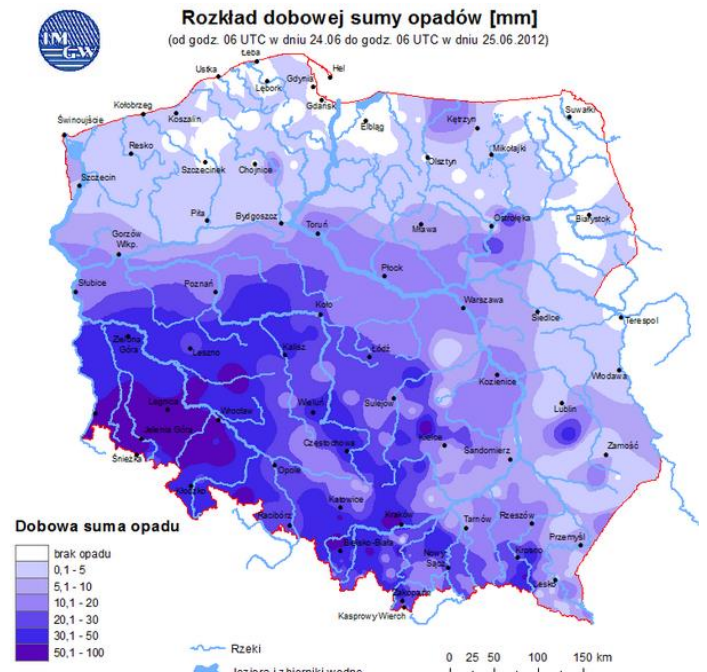 IM
GW
Rozkład dobowej sumy opadów [mm]
(od godz. 06 UTC w dniu 24.06 do godz. 06 UTC w dniu 25.06.2012)
Łeba
Ustka
Hel
Lębork
Gdynia
Gdańsk
Kołobrzeg
Koszalin
Suwałki
Świnoujście
Elbląg
Kętrzyn
Resko
Mikołajki
Szczecinek
Chojnice
Olsztyn
Szczecin
Piła
Bydgoszcz
Toruń
Mława
Ostrołęka
Białystok
Gorzów
Wlkp.
Płock
Słubice
Poznań
Koło
Warszawa
Siedlce
Terespol
Zielona
Góra
Leszno
Kalisz
Łódź
Kozienice
Włodawa
Legnica
Wrocław
Wieluń
Sulejów
Lublin
Jelenia Góra
Śnieżka
Częstochowa
Kielce
Sandomierz
Zamość
Opole
Kłodzko
Katowice
Racibórz
Kraków
Tarnów
Rzeszów
Przemyśl
Bielsko-Biała
Nowy
Sącz
Krosno
Lesko
Zakopane
Kasprowy Wierch
Dobowa suma opadu
brak opadu
0,1 - 5
5,1 - 10
10,1 - 20
20,1 - 30
30,1 - 50
50,1 - 100
Rzeki
Jeziora i zbiorniki wodne
0 25 50 100 150 km